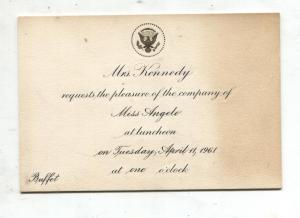 Mrs. Kennedy
requests the pleasure of the company of
Miss Angelo
at luncheon
on Tuesday, April 11, 1961
at one o'clock
Buffet